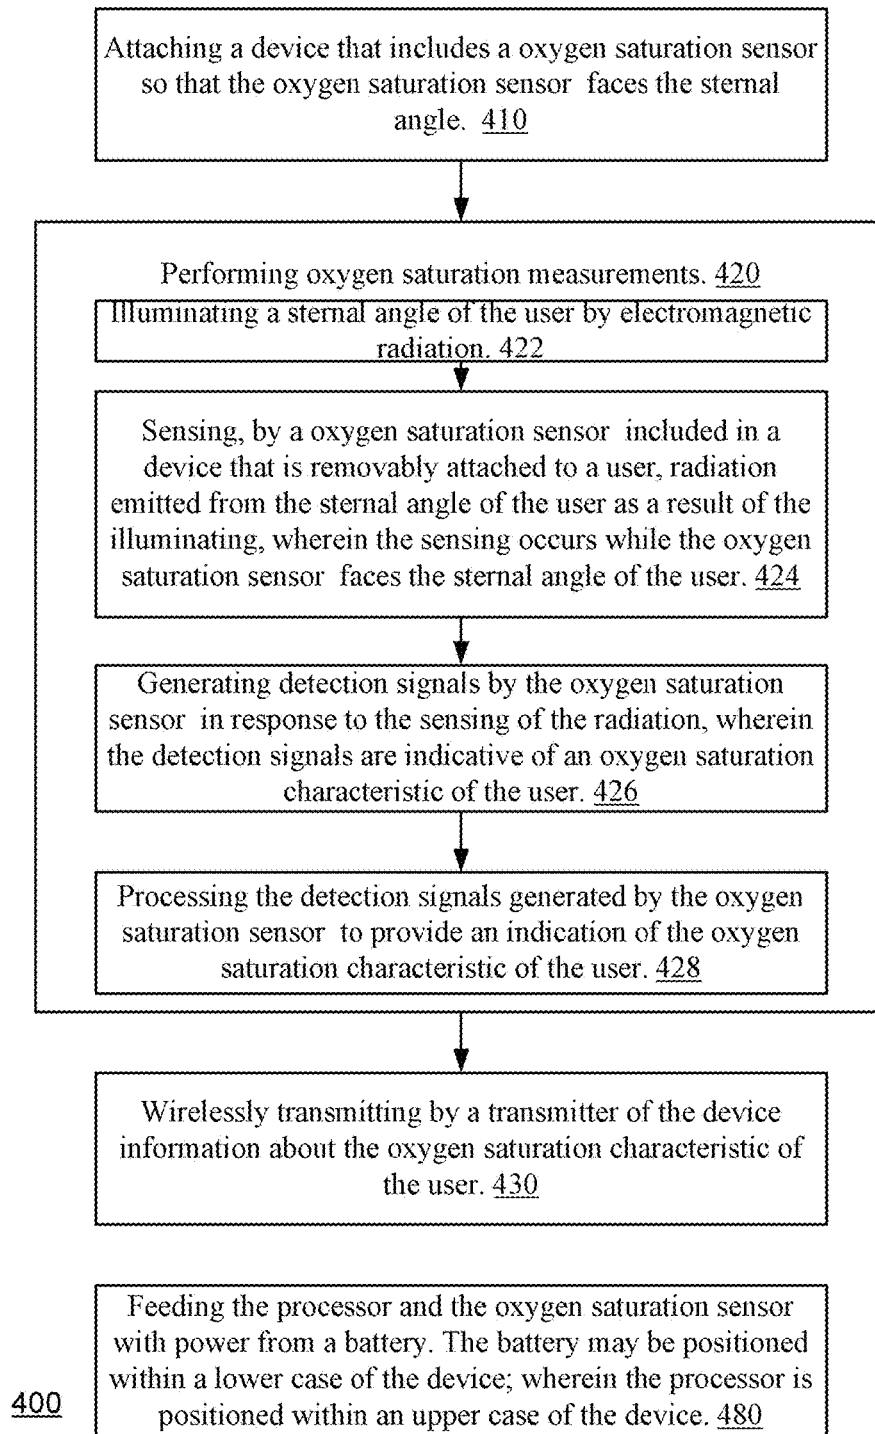 Attaching a device that includes a oxygen saturation sensor
so that the oxygen saturation sensor faces the sternal
angle. 410
Performing oxygen saturation measurements. 420
Illuminating a sternal angle of the user by electromagnetic
radiation. 422
Sensing, by a oxygen saturation sensor included in a
device that is removably attached to a user, radiation
emitted from the sternal angle of the user as a result of the
illuminating, wherein the sensing occurs while the oxygen
saturation sensor faces the sternal angle of the user. 424
Generating detection signals by the oxygen saturation
sensor in response to the sensing of the radiation, wherein
the detection signals are indicative of an oxygen saturation
characteristic of the user. 426
Processing the detection signals generated by the oxygen
saturation sensor to provide an indication of the oxygen
saturation characteristic of the user. 428
Wirelessly transmitting by a transmitter of the device
information about the oxygen saturation characteristic of
the user. 430
Feeding the processor and the oxygen saturation sensor
with power from a battery. The battery may be positioned
within a lower case of the device; wherein the processor is
positioned within an upper case of the device. 480
400